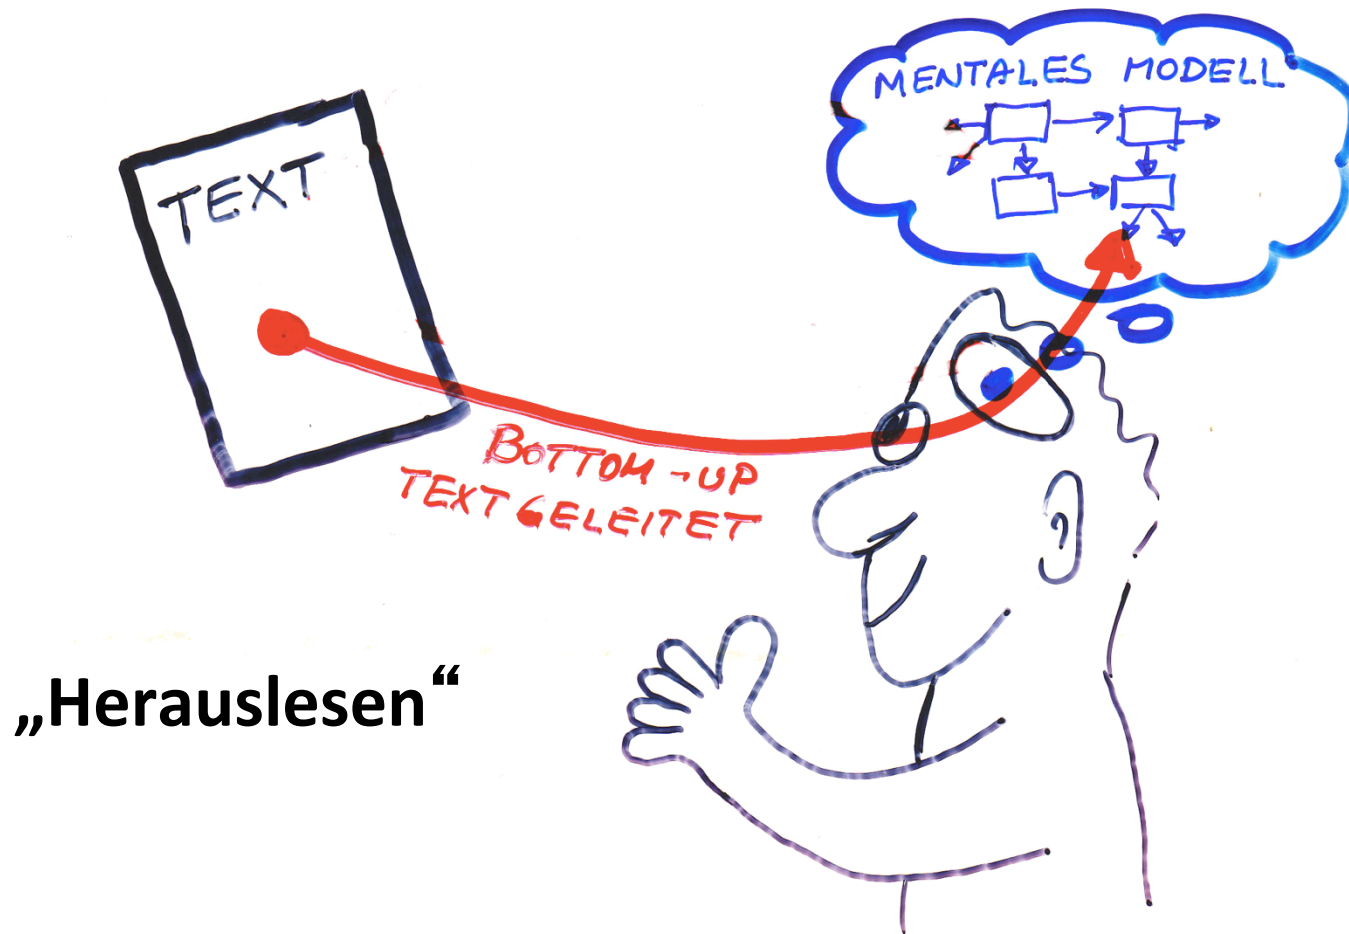 MENTALES MODELL
TEXT
BOTTOM-UP
TEXTGELEITET
„Herauslesen“